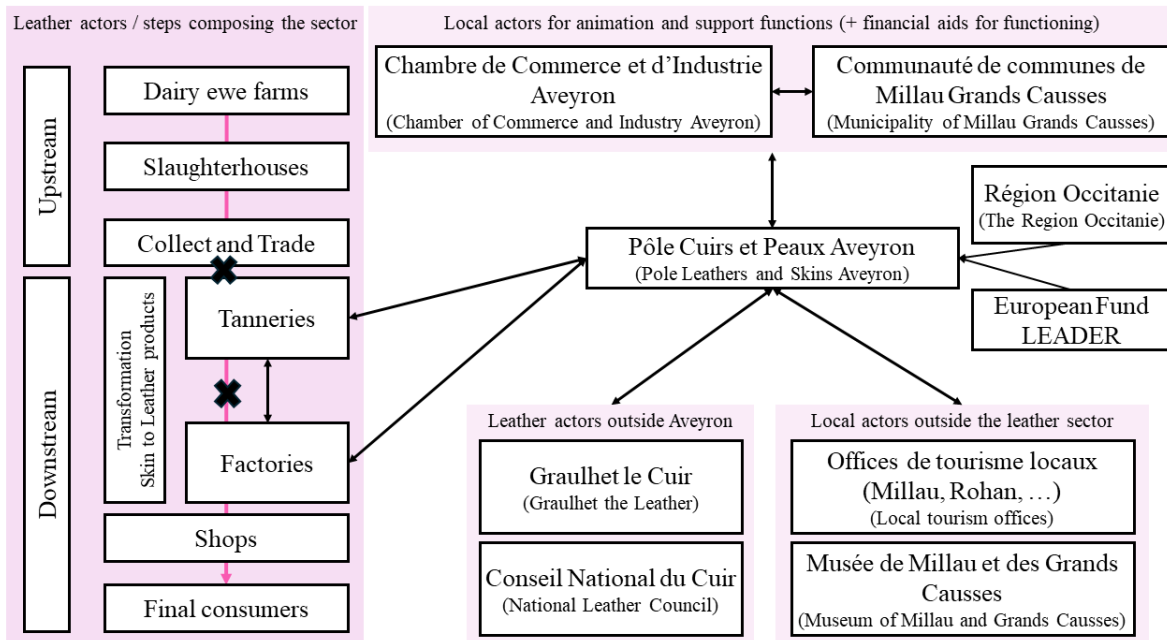 Leather actors / steps composing the sector
Upstream
Downstream
Dairy ewe farms
Slaughterhouses
Collect and Trade
Transformation
Skin to Leather products
Tanneries
Factories
Shops
Final consumers
Local actors for animation and support functions (+ financial aids for functioning)
Chambre de Commerce et d'Industrie
Aveyron
(Chamber of Commerce and Industry Aveyron)
Communauté de communes de
Millau Grands Causses
(Municipality of Millau Grands Causses)
Pôle Cuirs et Peaux Aveyron
(Pole Leathers and Skins Aveyron)
Région Occitanie
(The Region Occitanie)
European Fund
LEADER
Leather actors outside Aveyron
Graulhet le Cuir
(Graulhet the Leather)
Conseil National du Cuir
(National Leather Council)
Local actors outside the leather sector
Offices de tourisme locaux
(Millau, Rohan, …)
(Local tourism offices)
Musée de Millau et des Grands
Causses
(Museum of Millau and Grands Causses)